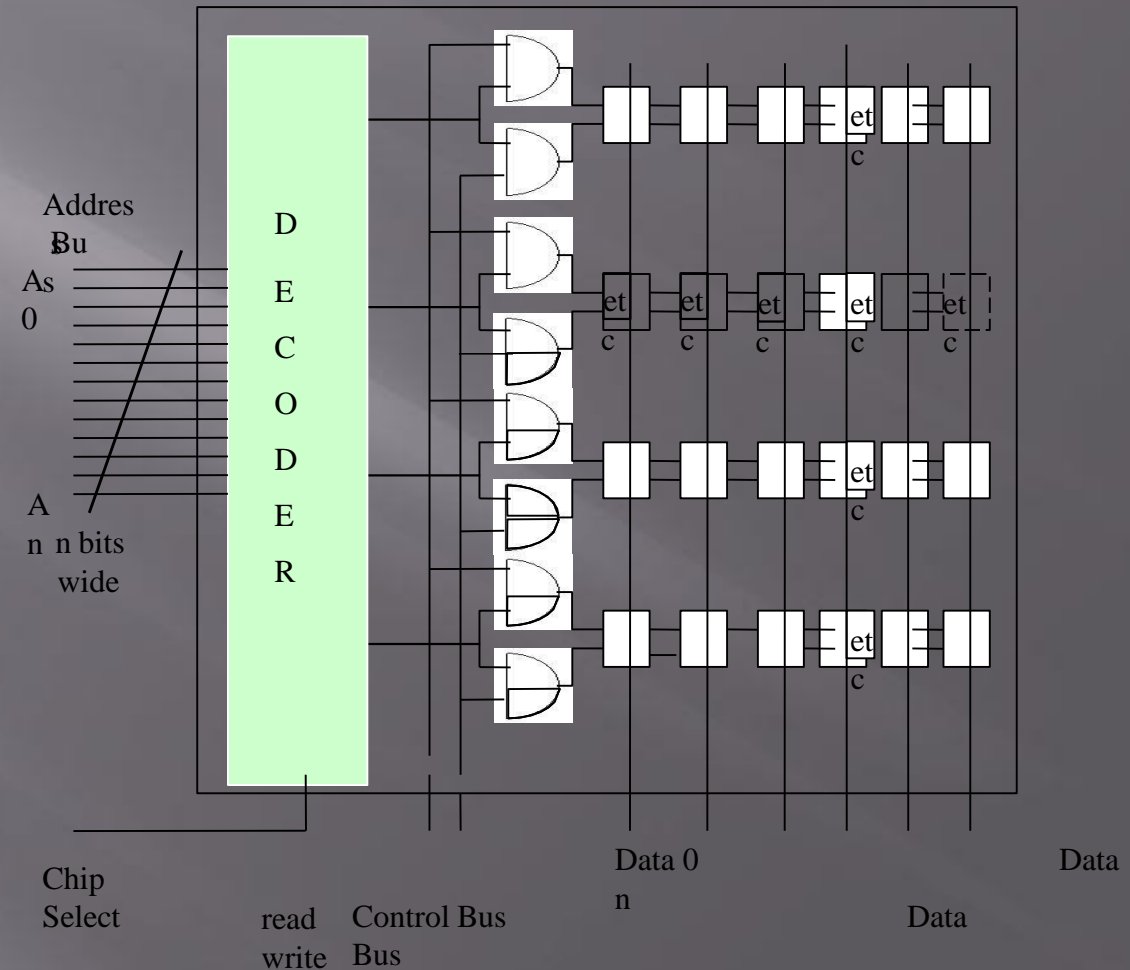 Addres
s
Bu
As
0
A
n
n bits
wide
D
E
C
O
D
E
R
et
c
et
c
et
c
et
c
et
c
et
c
et
c
et
c
Chip
Select
read
write
Control Bus
Bus
Data 0
n
Data
Data